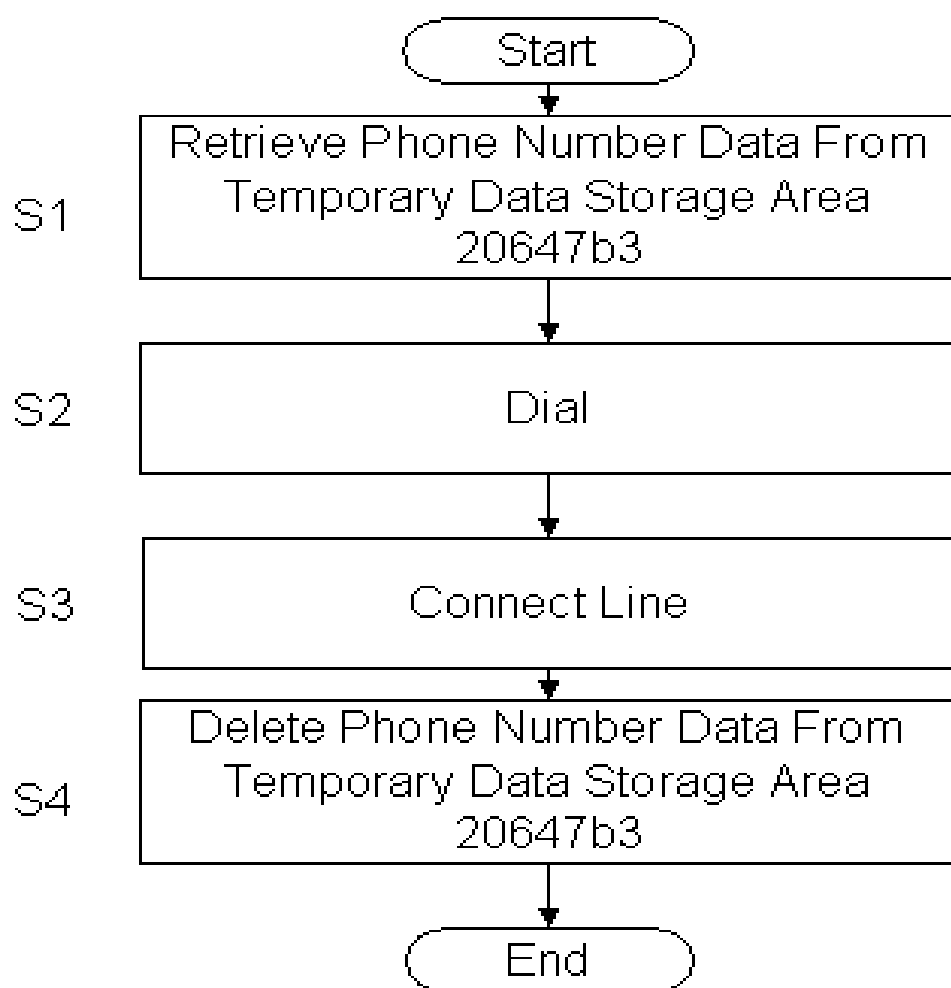 Start
S1
Retrieve Phone Number Data From
Temporary Data Storage Area
20647b3
S2
Dial
S3
Connect Line
S4
Delete Phone Number Data From
Temporary Data Storage Area
20647b3
End